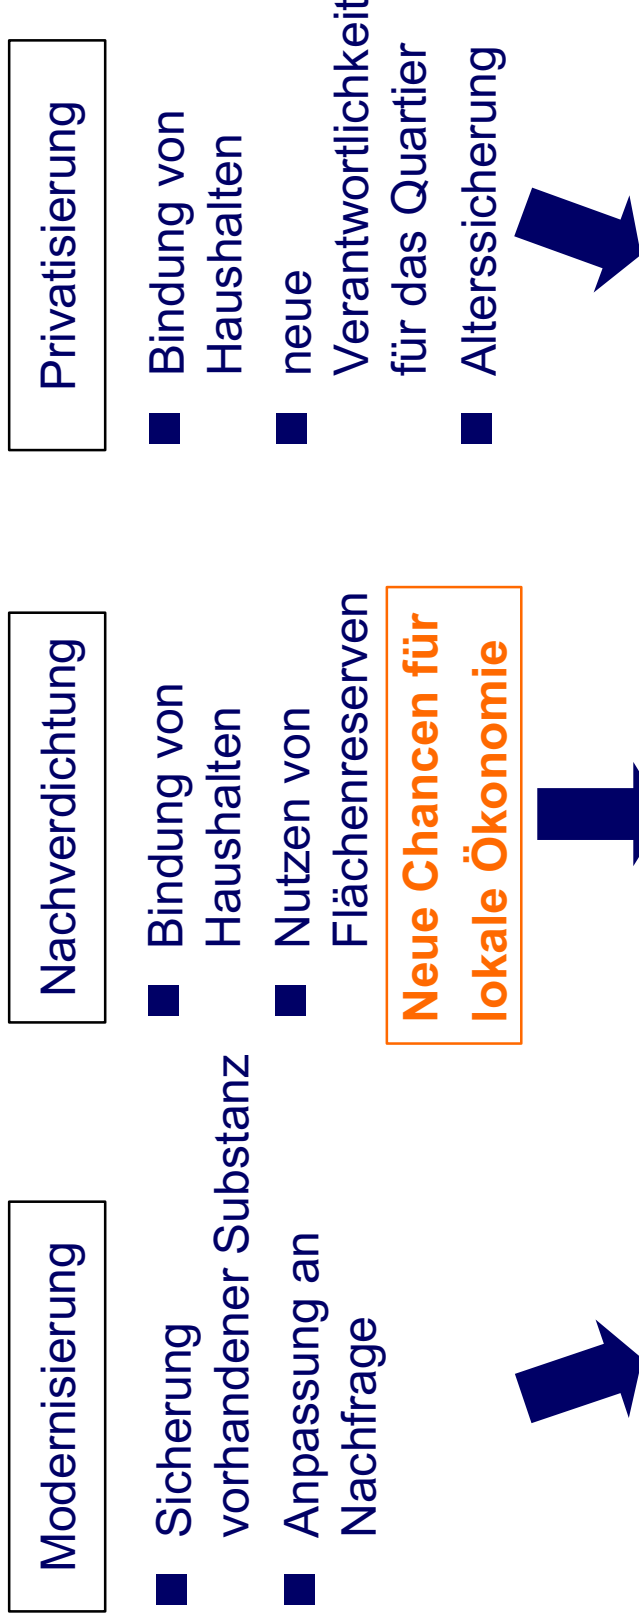 Modernisierung
■ Sicherung
vorhandener Substanz
■ Anpassung an
Nachfrage
Nachverdichtung
■ Bindung von
Haushalten
■ Nutzen von
Flächenreserven
Neue Chancen für
lokale Ökonomie
Privatisierung
■ Bindung von
Haushalten
■ neue
Verantwortlichkeit
für das Quartier
■ Alterssicherung